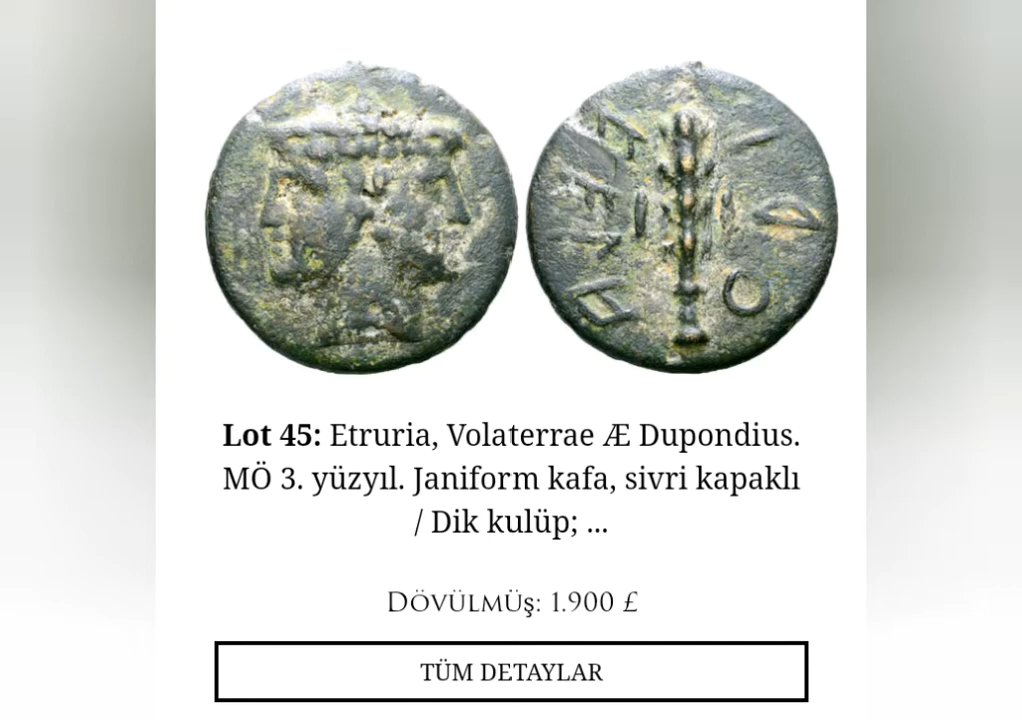 Lot 45: Etruria, Volaterrae Æ Dupondius.
MÖ 3. yüzyıl. Janiform kafa, sivri kapaklı
/ Dik kulüp; ...
DÖVÜLMÜŞ: 1.900 £
TÜM DETAYLAR